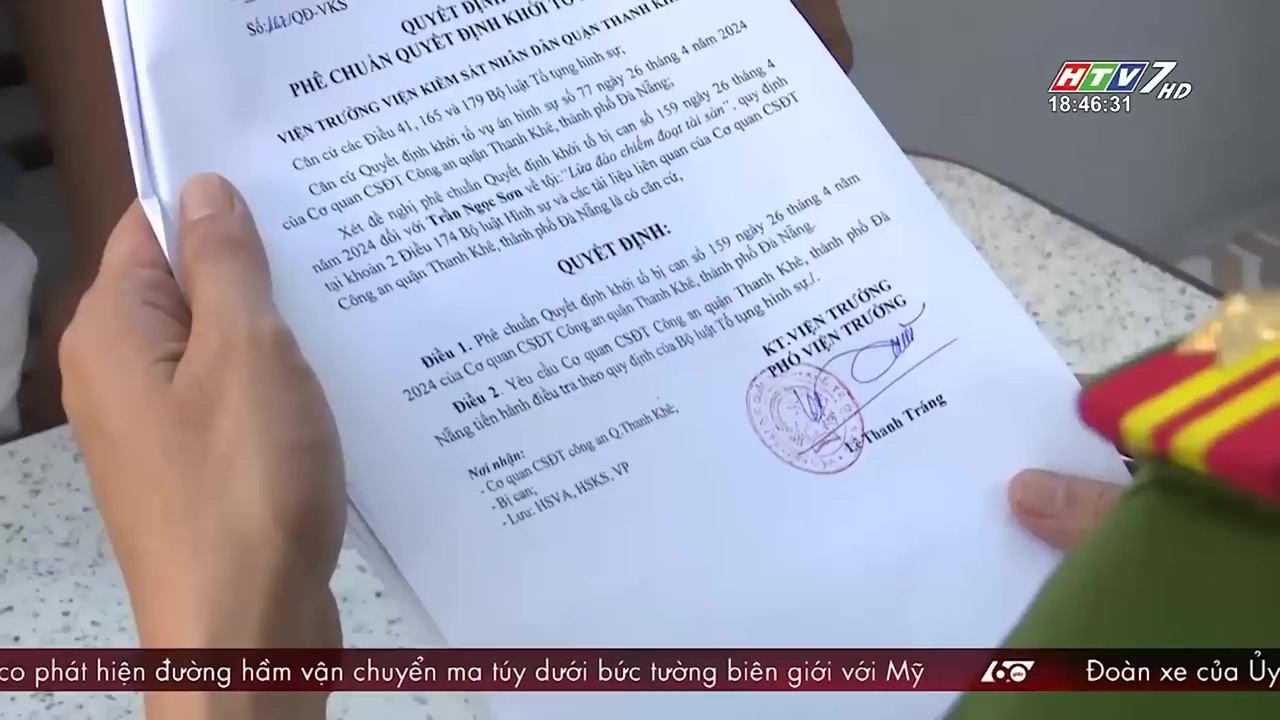 HTV7 HD
18:46:31
/QĐ-VKS
QUYẾT ĐỊNH
PHÊ CHUẨN QUYẾT ĐỊNH KHỞI TỐ
VIỆN TRƯỞNG VIỆN KIỂM SÁT NHÂN DÂN QUẬN THANH KHÊ
Căn cứ các Điều 41, 165 và 179 Bộ luật Tố tụng hình sự;
Căn cứ Quyết định khởi tố vụ án hình sự số 77 ngày 26 tháng 4 năm 2024
của Cơ quan CSĐT Công an quận Thanh Khê, thành phố Đà Nẵng;
Xét đề nghị phê chuẩn Quyết định khởi tố bị can số 159 ngày 26 tháng 4
năm 2024 đối với Trần Ngọc Sơn về tội:"Lừa đảo chiếm đoạt tài sản", quy định
tại khoản 2 Điều 174 Bộ luật Hình sự và các tài liệu liên quan của Cơ quan CSĐT
Công an quận Thanh Khê, thành phố Đà Nẵng là có căn cứ,
QUYẾT ĐỊNH:
Điều 1. Phê chuẩn Quyết định khởi tố bị can số 159 ngày 26 tháng 4 năm
2024 của Cơ quan CSĐT Công an quận Thanh Khê, thành phố Đà Nẵng.
Điều 2. Yêu cầu Cơ quan CSĐT Công an quận Thanh Khê, thành phố Đà
Nẵng tiến hành điều tra theo quy định của Bộ luật Tố tụng hình sự./.
KT.VIỆN TRƯỞNG
PHÓ VIỆN TRƯỞNG
Lê Thanh Tráng
Nơi nhận:
- Cơ quan CSĐT công an Q.Thanh Khê;
- Bị can;
- Lưu: HSVA, HSKS, VP
co phát hiện đường hầm vận chuyển ma túy dưới bức tường biên giới với Mỹ 60 giây Đoàn xe của Ủy